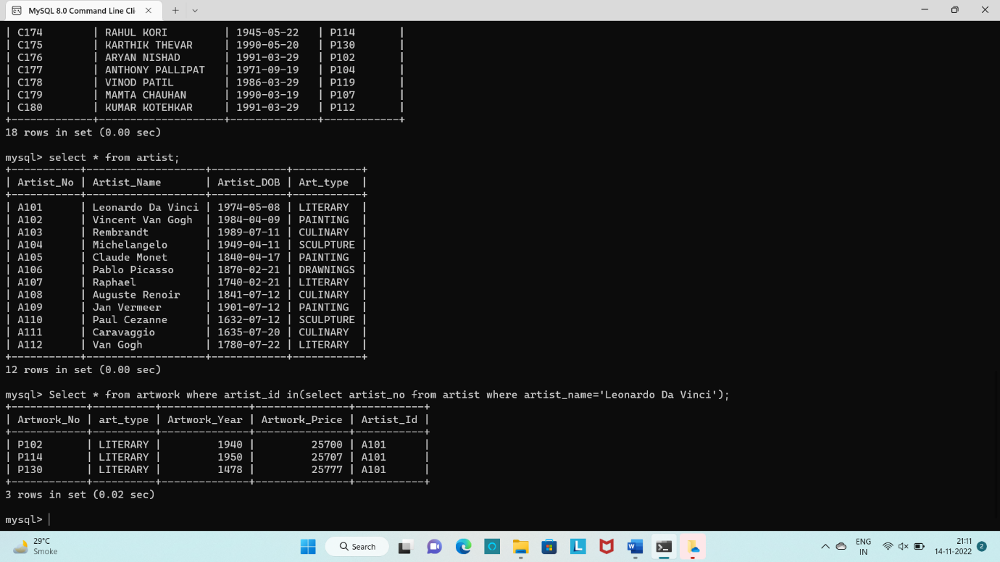 MySQL 8.0 Command Line Cli
| C174        | RAHUL KORI         | 1945-05-22   | P114       |
| C175        | KARTHIK THEVAR     | 1990-05-20   | P130       |
| C176        | ARYAN NISHAD       | 1991-03-29   | P102       |
| C177        | ANTHONY PALLIPAT   | 1971-09-19   | P104       |
| C178        | VINOD PATIL        | 1986-03-29   | P119       |
| C179        | MAMTA CHAUHAN      | 1990-03-19   | P107       |
| C180        | KUMAR KOTEHKAR     | 1991-03-29   | P112       |
+-------------+--------------------+--------------+------------+
18 rows in set (0.00 sec)
mysql> select * from artist;
+-----------+-------------------+------------+-----------+
| Artist_No | Artist_Name       | Artist_DOB | Art_type  |
+-----------+-------------------+------------+-----------+
| A101      | Leonardo Da Vinci | 1974-05-08 | LITERARY  |
| A102      | Vincent Van Gogh  | 1984-04-09 | PAINTING  |
| A103      | Rembrandt         | 1989-07-11 | CULINARY  |
| A104      | Michelangelo      | 1949-04-11 | SCULPTURE |
| A105      | Claude Monet      | 1840-04-17 | PAINTING  |
| A106      | Pablo Picasso     | 1870-02-21 | DRAWNINGS |
| A107      | Raphael           | 1740-02-21 | LITERARY  |
| A108      | Auguste Renoir    | 1841-07-12 | CULINARY  |
| A109      | Jan Vermeer       | 1901-07-12 | PAINTING  |
| A110      | Paul Cezanne      | 1632-07-12 | SCULPTURE |
| A111      | Caravaggio        | 1635-07-20 | CULINARY  |
| A112      | Van Gogh          | 1780-07-22 | LITERARY  |
+-----------+-------------------+------------+-----------+
12 rows in set (0.00 sec)
mysql> Select * from artwork where artist_id in(select artist_no from artist where artist_name='Leonardo Da Vinci');
+------------+----------+--------------+---------------+-----------+
| Artwork_No | art_type | Artwork_Year | Artwork_Price | Artist_Id |
+------------+----------+--------------+---------------+-----------+
| P102       | LITERARY |         1940 |         25700 | A101      |
| P114       | LITERARY |         1950 |         25707 | A101      |
| P130       | LITERARY |         1478 |         25777 | A101      |
+------------+----------+--------------+---------------+-----------+
3 rows in set (0.02 sec)
mysql>
29°C
Smoke
Search
L
W
ENG
IN
21:11
14-11-2022
2